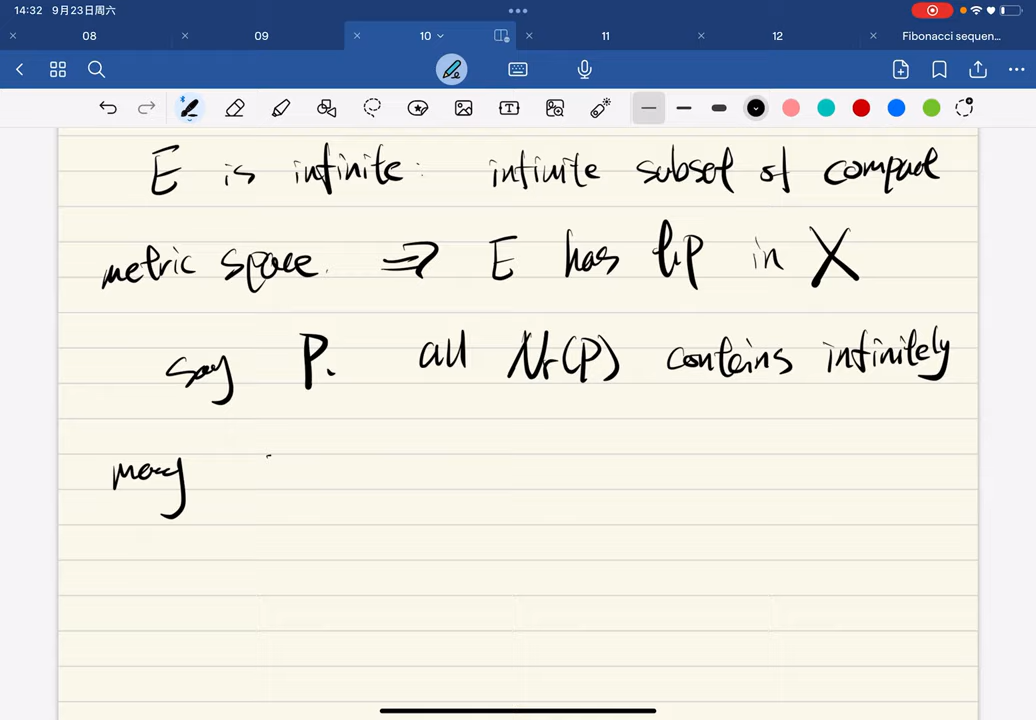 14:32 9月23日周六
08 09 10 11 12 Fibonacci sequen...
E is infinite: infinite subset of compact
metric space. ⇒ E has l.p in X
say P. all Nr(P) contains infinitely
many